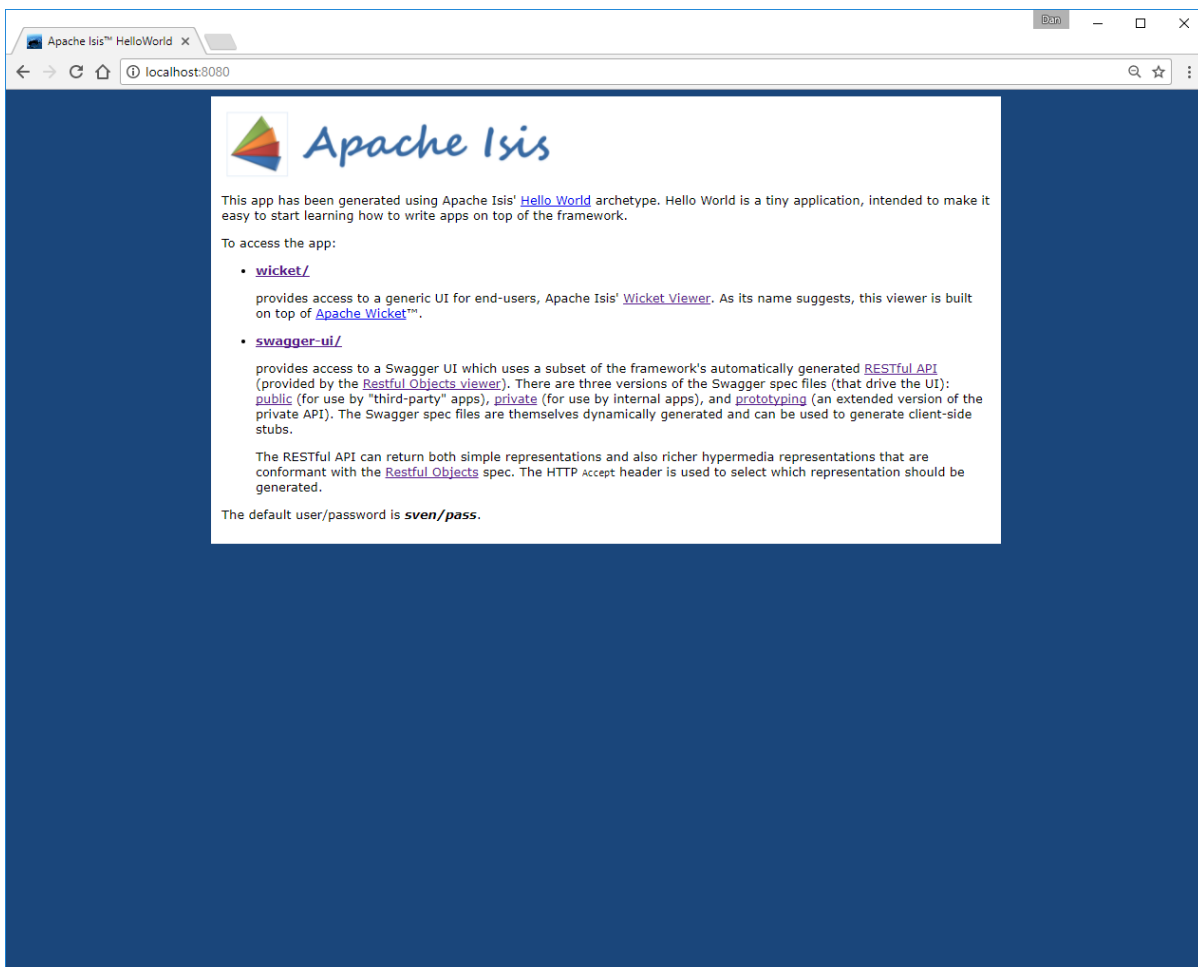 Dan
Apache Isis™ HelloWorld
localhost:8080
Apache Isis
This app has been generated using Apache Isis' Hello World archetype. Hello World is a tiny application, intended to make it
easy to start learning how to write apps on top of the framework.
To access the app:
• wicket/
provides access to a generic UI for end-users, Apache Isis' Wicket Viewer. As its name suggests, this viewer is built
on top of Apache Wicket™.
• swagger-ui/
provides access to a Swagger UI which uses a subset of the framework's automatically generated RESTful API
(provided by the Restful Objects viewer). There are three versions of the Swagger spec files (that drive the UI):
public (for use by "third-party" apps), private (for use by internal apps), and prototyping (an extended version of the
private API). The Swagger spec files are themselves dynamically generated and can be used to generate client-side
stubs.
The RESTful API can return both simple representations and also richer hypermedia representations that are
conformant with the Restful Objects spec. The HTTP Accept header is used to select which representation should be
generated.
The default user/password is sven/pass.